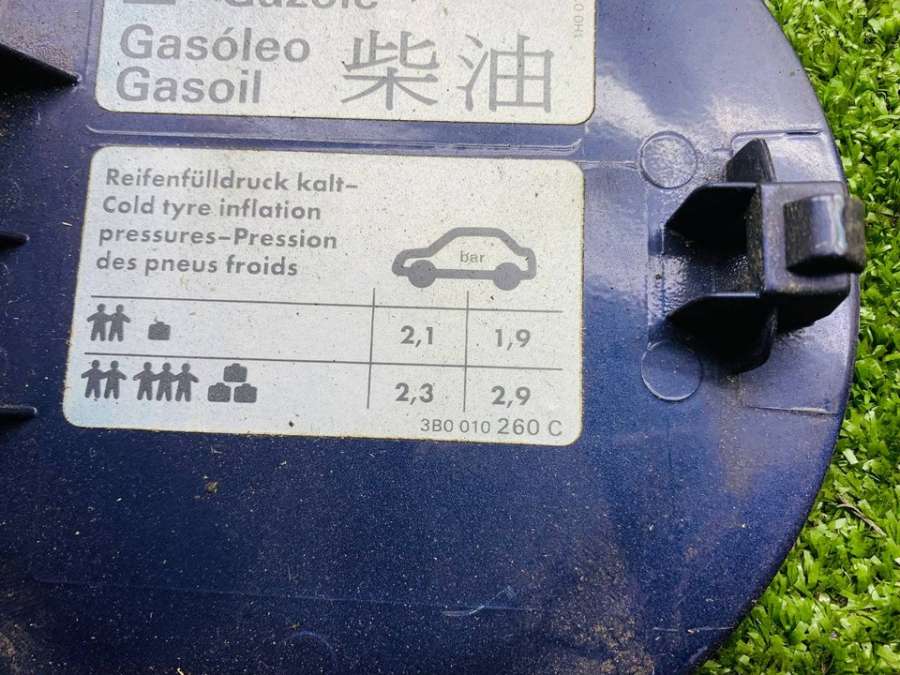 Gazole
Gasóleo
Gasoil 柴油
Reifenfülldruck kalt–
Cold tyre inflation
pressures–Pression
des pneus froids
bar
2,1 1,9
2,3 2,9
3B0 010 260 C